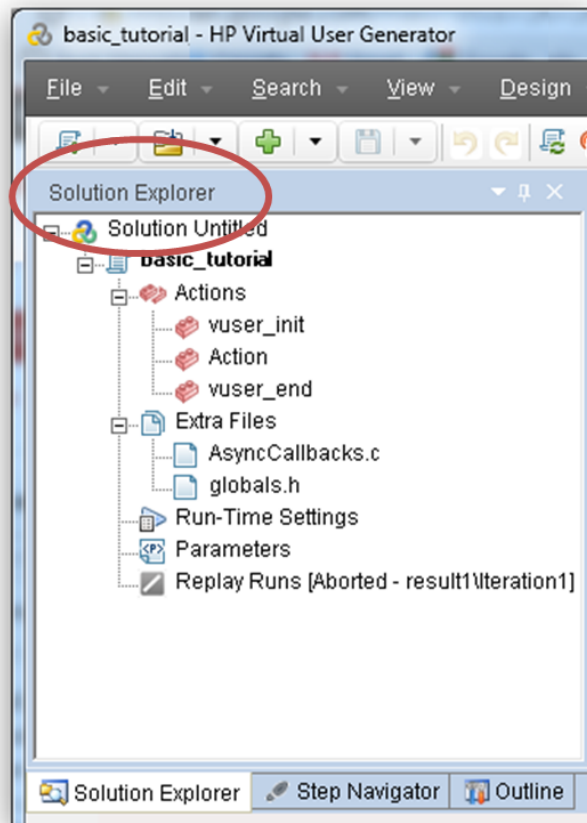 basic_tutorial - HP Virtual User Generator
File Edit Search View Design
Solution Explorer
Solution Untitled
basic_tutorial
Actions
vuser_init
Action
vuser_end
Extra Files
AsyncCallbacks.c
globals.h
Run-Time Settings
<P> Parameters
Replay Runs [Aborted - result1\Iteration1]
Solution Explorer Step Navigator Outline